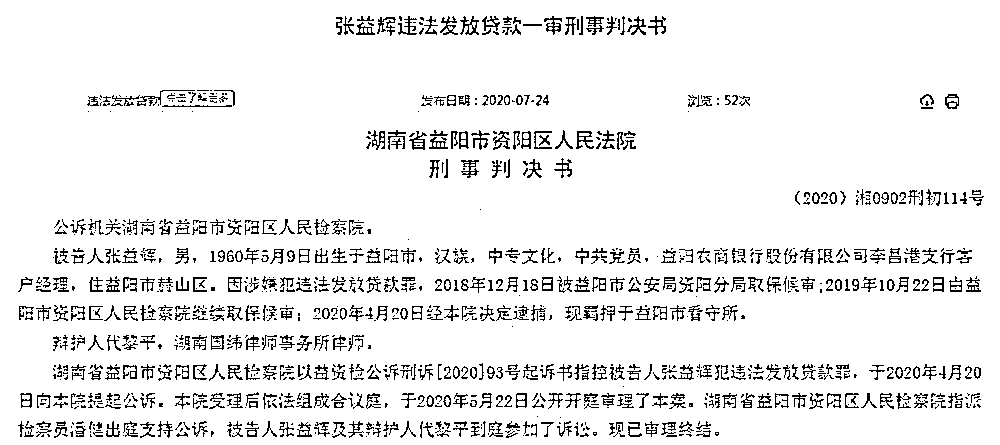 张益辉违法发放贷款一审刑事判决书
违法发放贷款 点击了解更多 发布日期：2020-07-24 浏览：52次
湖南省益阳市资阳区人民法院
刑 事 判 决 书
（2020）湘0902刑初114号
公诉机关湖南省益阳市资阳区人民检察院。
被告人张益辉，男，1960年5月9日出生于益阳市，汉族，中专文化，中共党员，益阳农商银行股份有限公司李昌港支行客
户经理，住益阳市赫山区。因涉嫌犯违法发放贷款罪，2018年12月18日被益阳市公安局资阳分局取保候审;2019年10月22日由益
阳市资阳区人民检察院继续取保候审；2020年4月20日经本院决定逮捕，现羁押于益阳市看守所。
辩护人代黎平，湖南国纬律师事务所律师。
湖南省益阳市资阳区人民检察院以益资检公诉刑诉[2020]93号起诉书指控被告人张益辉犯违法发放贷款罪，于2020年4月20
日向本院提起公诉。本院受理后依法组成合议庭，于2020年5月22日公开开庭审理了本案。湖南省益阳市资阳区人民检察院指派
检察员潘健出庭支持公诉，被告人张益辉及其辩护人代黎平到庭参加了诉讼。现已审理终结。